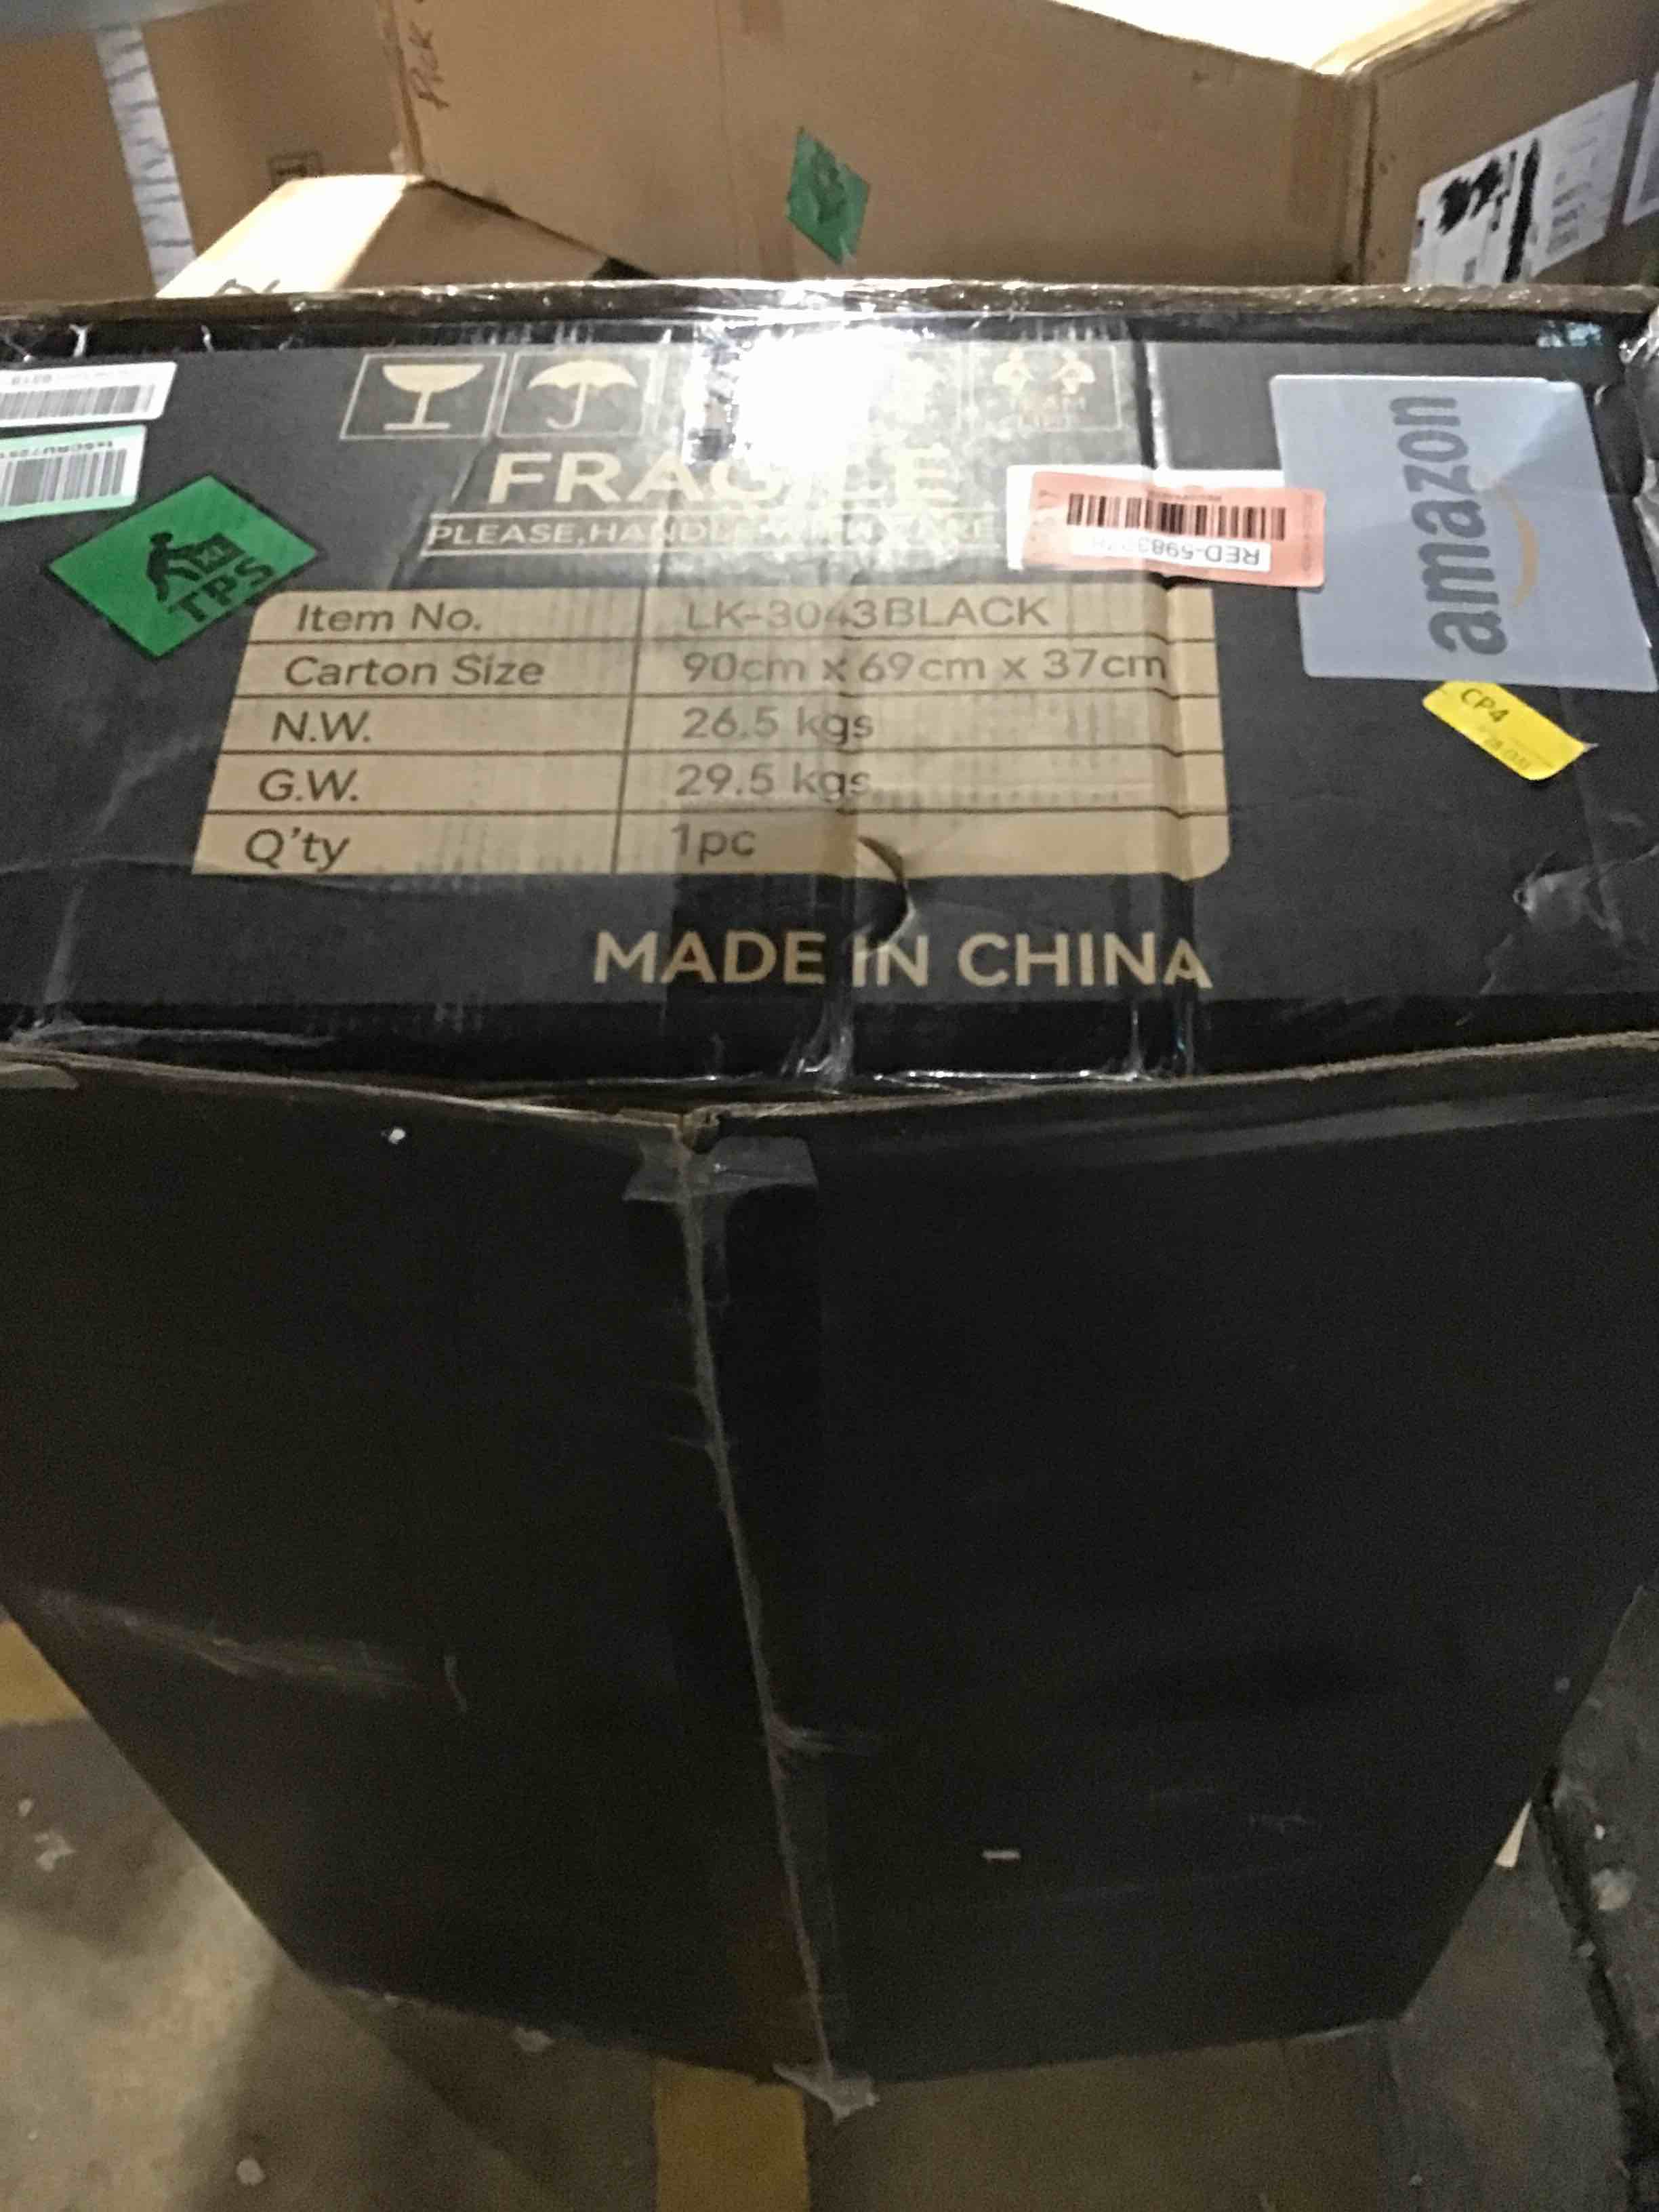 Pick
FRAGILE
PLEASE, HANDLE WITH CARE
amazon
TPS
Item No. LK-3043BLACK
Carton Size 90cm x 69cm x 37cm
N.W. 26.5 kgs
G.W. 29.5 kgs
Q'ty 1pc
CP4
MADE IN CHINA